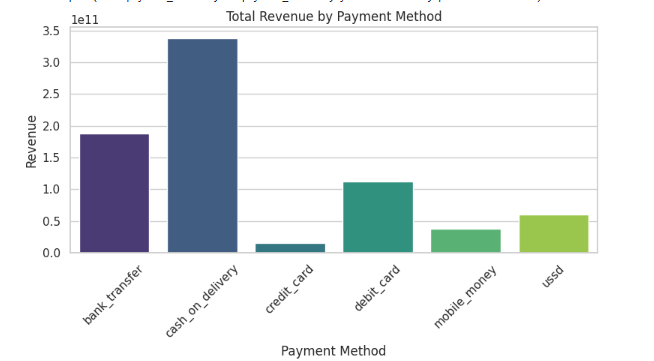 Total Revenue by Payment Method
1e11
3.5
3.0
2.5
2.0
1.5
1.0
0.5
0.0
Revenue
bank_transfer
cash_on_delivery
credit_card
debit_card
mobile_money
ussd
Payment Method